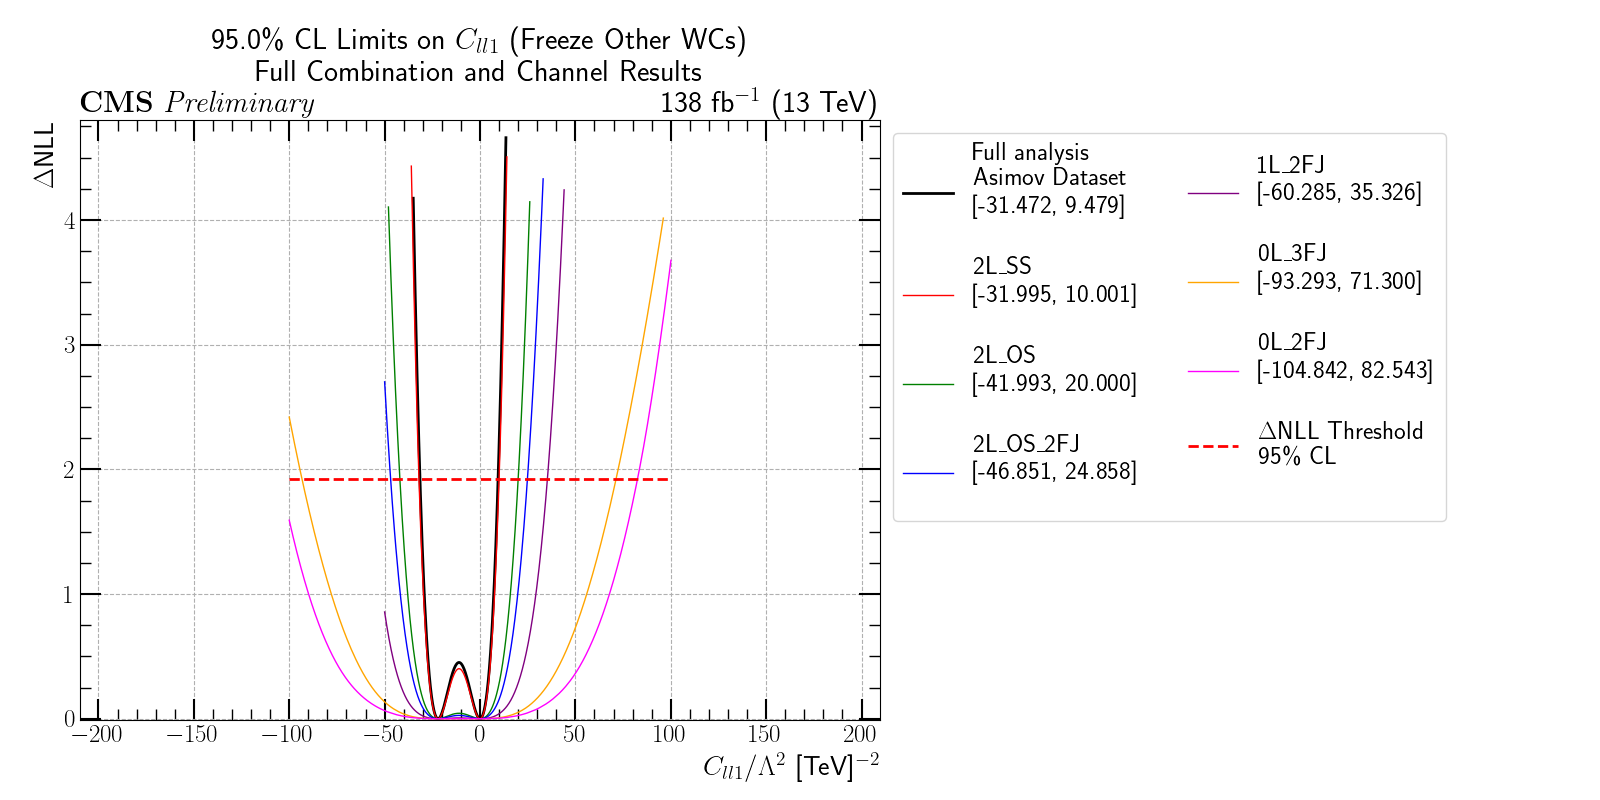 95.0% CL Limits on C_{ll1} (Freeze Other WCs)
Full Combination and Channel Results
CMS Preliminary
138 fb^{-1} (13 TeV)
ΔNLL
4
3
2
1
0
−200
−150
−100
−50
0
50
100
150
200
C_{ll1}/Λ^2 [TeV]^{-2}
Full analysis
Asimov Dataset
[-31.472, 9.479]
2L_SS
[-31.995, 10.001]
2L_OS
[-41.993, 20.000]
2L_OS_2FJ
[-46.851, 24.858]
1L_2FJ
[-60.285, 35.326]
0L_3FJ
[-93.293, 71.300]
0L_2FJ
[-104.842, 82.543]
ΔNLL Threshold
95% CL